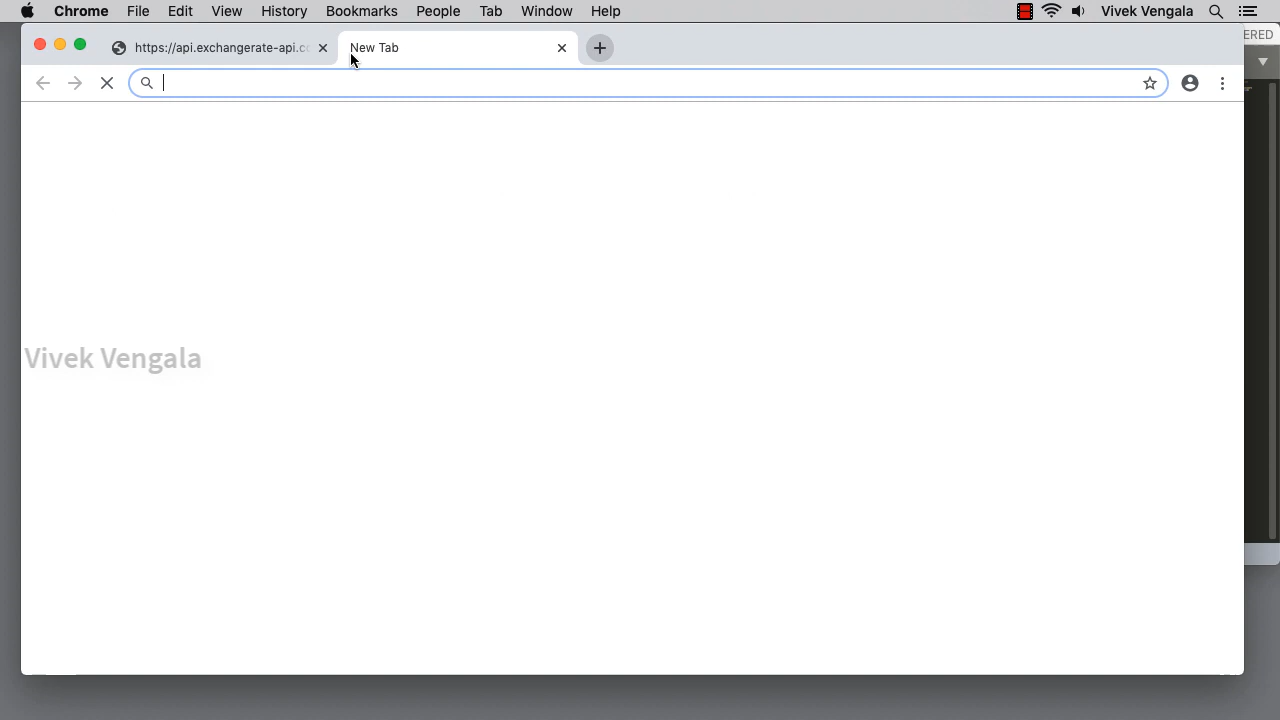 Chrome File Edit View History Bookmarks People Tab Window Help Vivek Vengala
ERED
https://api.exchangerate-api.c New Tab
Vivek Vengala